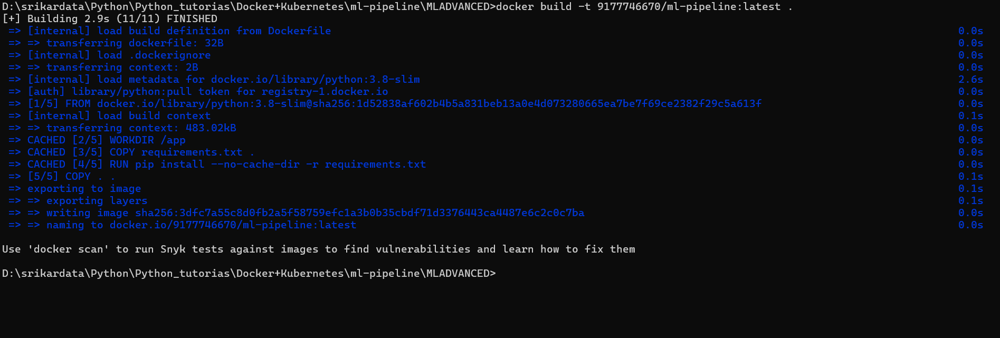 D:\srikardata\Python\Python_tutorias\Docker+Kubernetes\ml-pipeline\MLADVANCED>docker build -t 9177746670/ml-pipeline:latest .
[+] Building 2.9s (11/11) FINISHED
=> [internal] load build definition from Dockerfile 0.0s
=> => transferring dockerfile: 32B 0.0s
=> [internal] load .dockerignore 0.0s
=> => transferring context: 2B 0.0s
=> [internal] load metadata for docker.io/library/python:3.8-slim 2.6s
=> [auth] library/python:pull token for registry-1.docker.io 0.0s
=> [1/5] FROM docker.io/library/python:3.8-slim@sha256:1d52838af602b4b5a831beb13a0e4d073280665ea7be7f69ce2382f29c5a613f 0.0s
=> [internal] load build context 0.1s
=> => transferring context: 483.02kB 0.0s
=> CACHED [2/5] WORKDIR /app 0.0s
=> CACHED [3/5] COPY requirements.txt . 0.0s
=> CACHED [4/5] RUN pip install --no-cache-dir -r requirements.txt 0.0s
=> [5/5] COPY . . 0.1s
=> exporting to image 0.1s
=> => exporting layers 0.1s
=> => writing image sha256:3dfc7a55c8d0fb2a5f58759efc1a3b0b35cbdf71d3376443ca4487e6c2c0c7ba 0.0s
=> => naming to docker.io/9177746670/ml-pipeline:latest 0.0s
Use 'docker scan' to run Snyk tests against images to find vulnerabilities and learn how to fix them
D:\srikardata\Python\Python_tutorias\Docker+Kubernetes\ml-pipeline\MLADVANCED>